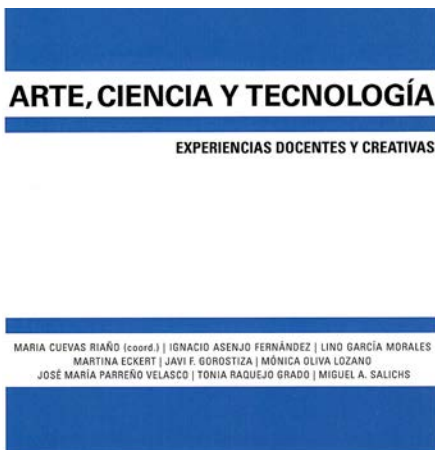 ARTE, CIENCIA Y TECNOLOGÍA
EXPERIENCIAS DOCENTES Y CREATIVAS
MARIA CUEVAS RIAÑO (coord.) | IGNACIO ASENJO FERNÁNDEZ | LINO GARCÍA MORALES
MARTINA ECKERT | JAVI F. GOROSTIZA | MÓNICA OLIVA LOZANO
JOSÉ MARÍA PARREÑO VELASCO | TONIA RAQUEJO GRADO | MIGUEL A. SALICHS